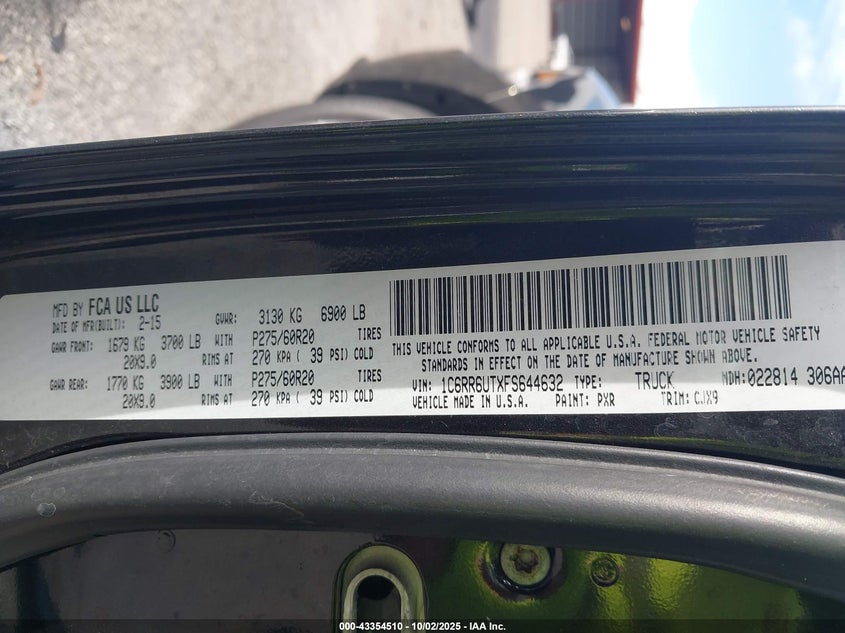 MFD BY FCA US LLC
DATE OF MFR(BUILT): 2-15 GVWR: 3130 KG 6900 LB
GAWR FRONT: 1679 KG 3700 LB WITH P275/60R20 TIRES
20X9.0 RIMS AT 270 KPA ( 39 PSI) COLD
GAWR REAR: 1770 KG 3900 LB WITH P275/60R20 TIRES
20X9.0 RIMS AT 270 KPA ( 39 PSI) COLD
THIS VEHICLE CONFORMS TO ALL APPLICABLE U.S.A. FEDERAL MOTOR VEHICLE SAFETY
STANDARDS IN EFFECT ON THE DATE OF MANUFACTURE SHOWN ABOVE.
VIN: 1C6RR6UTXFS644632 TYPE: TRUCK MDH:022814 306AA
VEHICLE MADE IN U.S.A. PAINT: PXR TRIM: CJX9
000-43354510 - 10/02/2025 - IAA Inc.